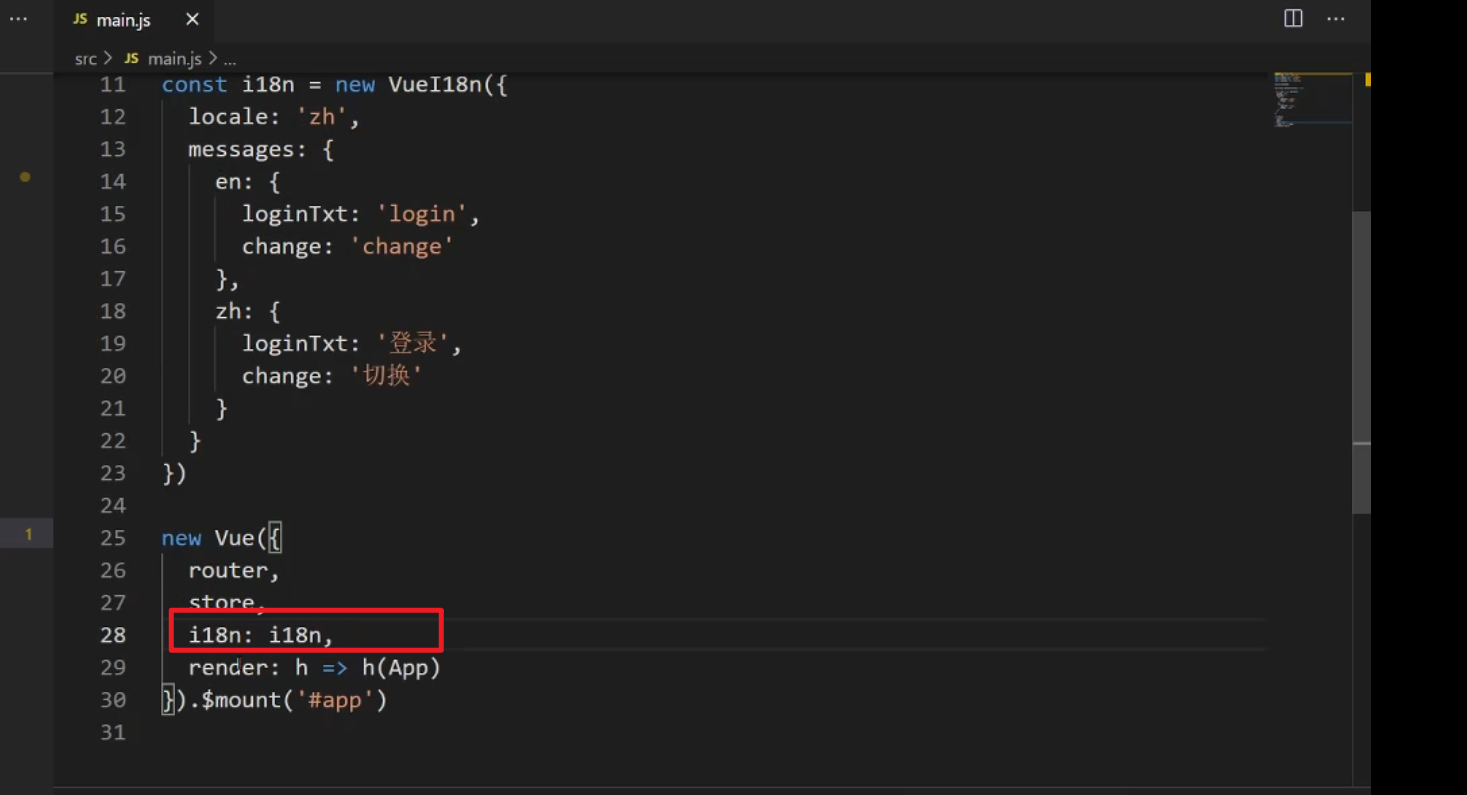 JS main.js ×
src > JS main.js > ...
11 const i18n = new VueI18n({
12   locale: 'zh',
13   messages: {
14     en: {
15       loginTxt: 'login',
16       change: 'change'
17     },
18     zh: {
19       loginTxt: '登录',
20       change: '切换'
21     }
22   }
23 })
24
1
25 new Vue({
26   router,
27   store,
28   i18n: i18n,
29   render: h => h(App)
30 }).$mount('#app')
31